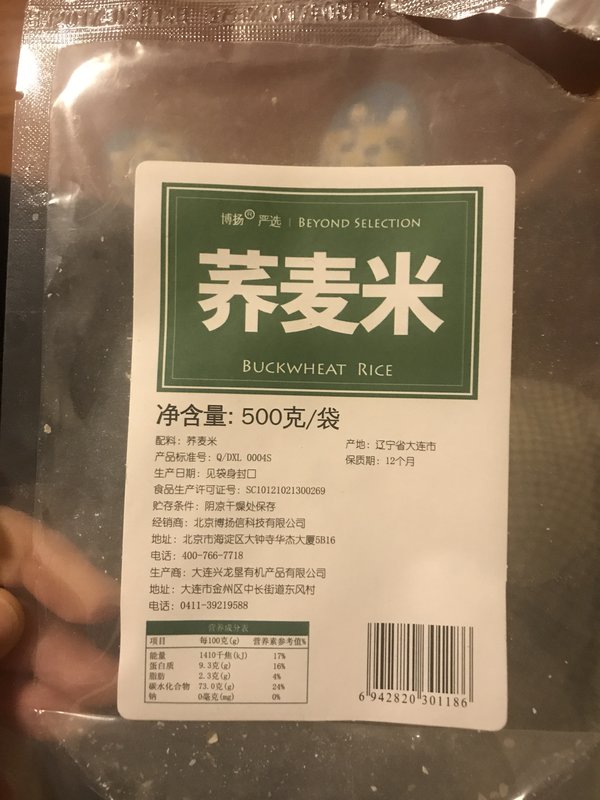 博扬® 严选 | BEYOND SELECTION
荞麦米
BUCKWHEAT RICE
净含量: 500克/袋
配料: 荞麦米
产地: 辽宁省大连市
产品标准号: Q/DXL 0004S
保质期: 12个月
生产日期: 见袋身封口
食品生产许可证号: SC10121021300269
贮存条件: 阴凉干燥处保存
经销商: 北京博扬信科技有限公司
地址: 北京市海淀区大钟寺华杰大厦5B16
电话: 400-766-7718
生产商: 大连兴龙垦有机产品有限公司
地址: 大连市金州区中长街道东风村
电话: 0411-39219588
营养成分表
项目 每100克(g) 营养素参考值%
能量 1410千焦(kJ) 17%
蛋白质 9.3克(g) 16%
脂肪 2.3克(g) 4%
碳水化合物 73.0克(g) 24%
钠 0毫克(mg) 0%
6 942820 301186